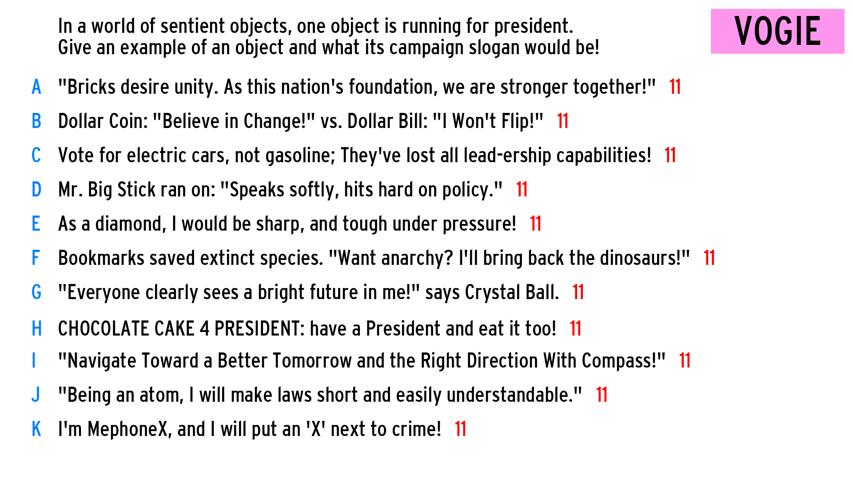 In a world of sentient objects, one object is running for president.
Give an example of an object and what its campaign slogan would be!
VOGIE
A "Bricks desire unity. As this nation's foundation, we are stronger together!" 11
B Dollar Coin: "Believe in Change!" vs. Dollar Bill: "I Won't Flip!" 11
C Vote for electric cars, not gasoline; They've lost all lead-ership capabilities! 11
D Mr. Big Stick ran on: "Speaks softly, hits hard on policy." 11
E As a diamond, I would be sharp, and tough under pressure! 11
F Bookmarks saved extinct species. "Want anarchy? I'll bring back the dinosaurs!" 11
G "Everyone clearly sees a bright future in me!" says Crystal Ball. 11
H CHOCOLATE CAKE 4 PRESIDENT: have a President and eat it too! 11
I "Navigate Toward a Better Tomorrow and the Right Direction With Compass!" 11
J "Being an atom, I will make laws short and easily understandable." 11
K I'm MephoneX, and I will put an 'X' next to crime! 11